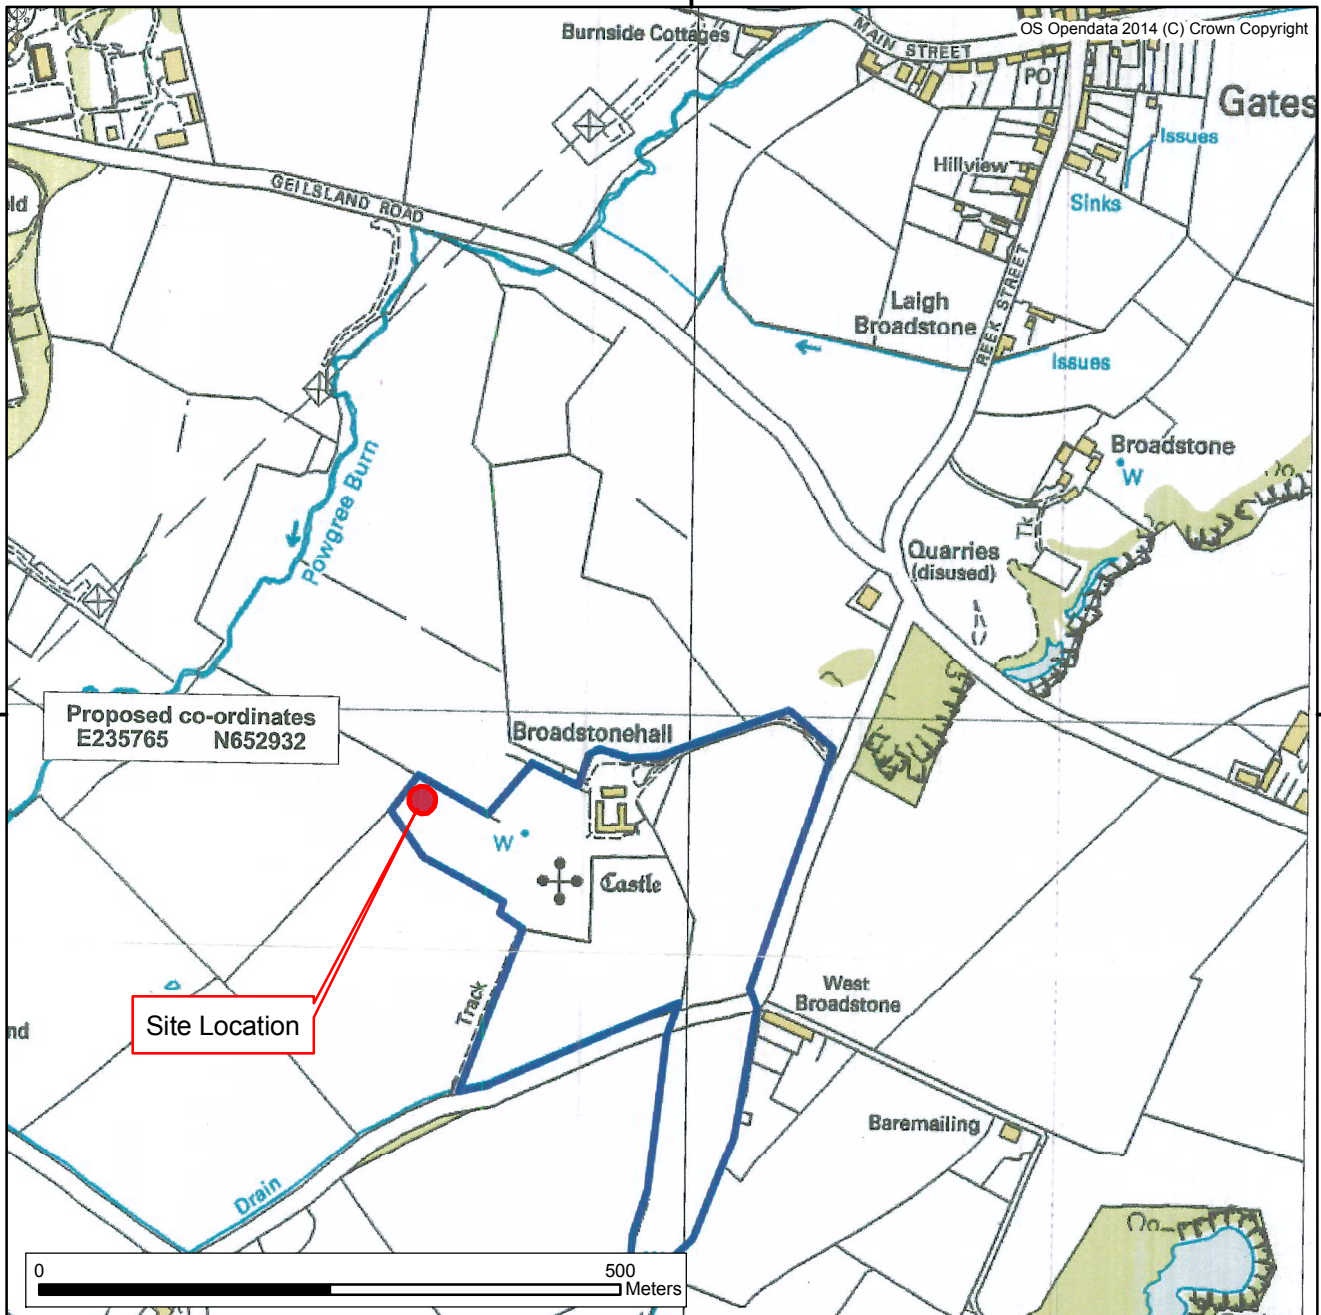 OS Opendata 2014 (C) Crown Copyright
Burnside Cottages
MAIN STREET
PO
Gates
Issues
Hillview
Sinks
GEILSLAND ROAD
REEK STREET
Laigh
Broadstone
Issues
Broadstone
W
Tk
Quarries
(disused)
Powgree Burn
Proposed co-ordinates
E235765 N652932
Broadstonehall
W
Castle
Site Location
Track
West
Broadstone
Baremailing
Drain
nd
0 500
Meters